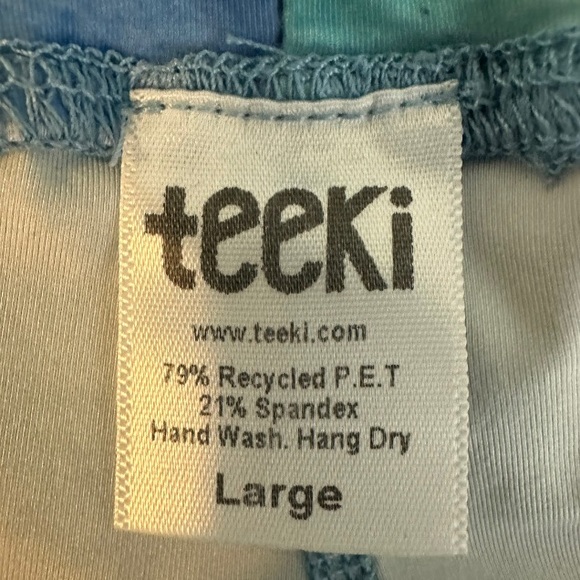 teeki
www.teeki.com
79% Recycled P.E.T
21% Spandex
Hand Wash. Hang Dry
Large